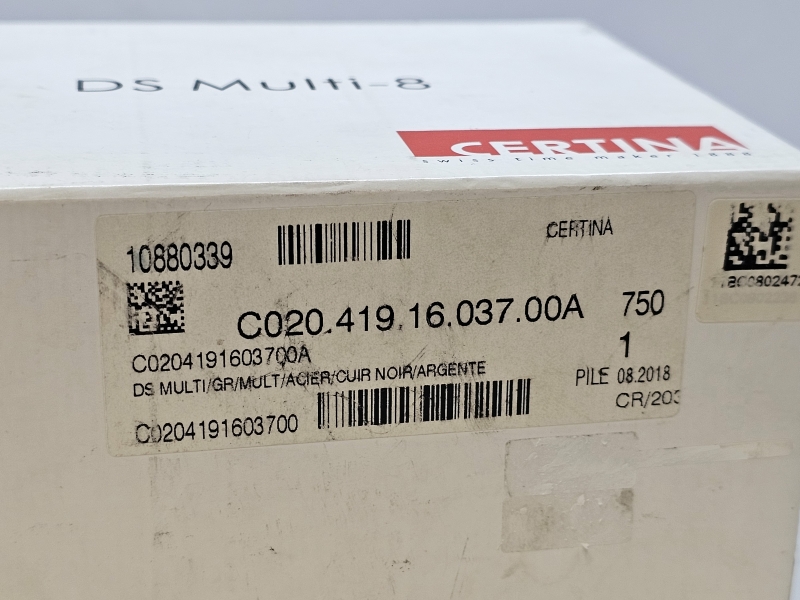 DS Multi-8
CERTINA
swiss time maker 1888
10880339
CERTINA
C020.419.16.037.00A 750
C0204191603700A
1
DS MULTI/GR/MULT/ACIER/CUIR NOIR/ARGENTE
PILE 08.2018
C0204191603700
CR/203